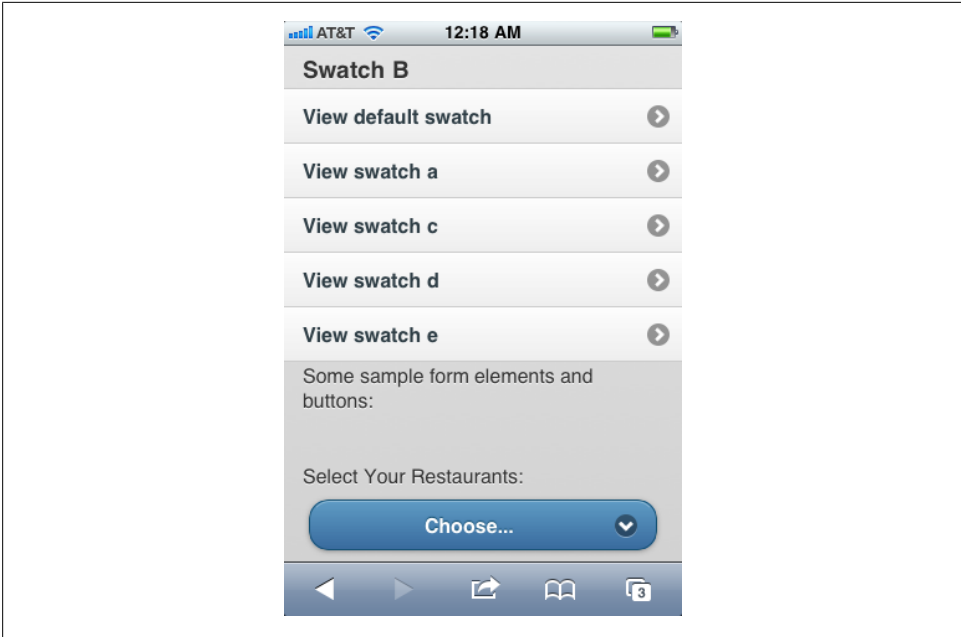 AT&T 12:18 AM
Swatch B
View default swatch
View swatch a
View swatch c
View swatch d
View swatch e
Some sample form elements and
buttons:
Select Your Restaurants:
Choose...
3